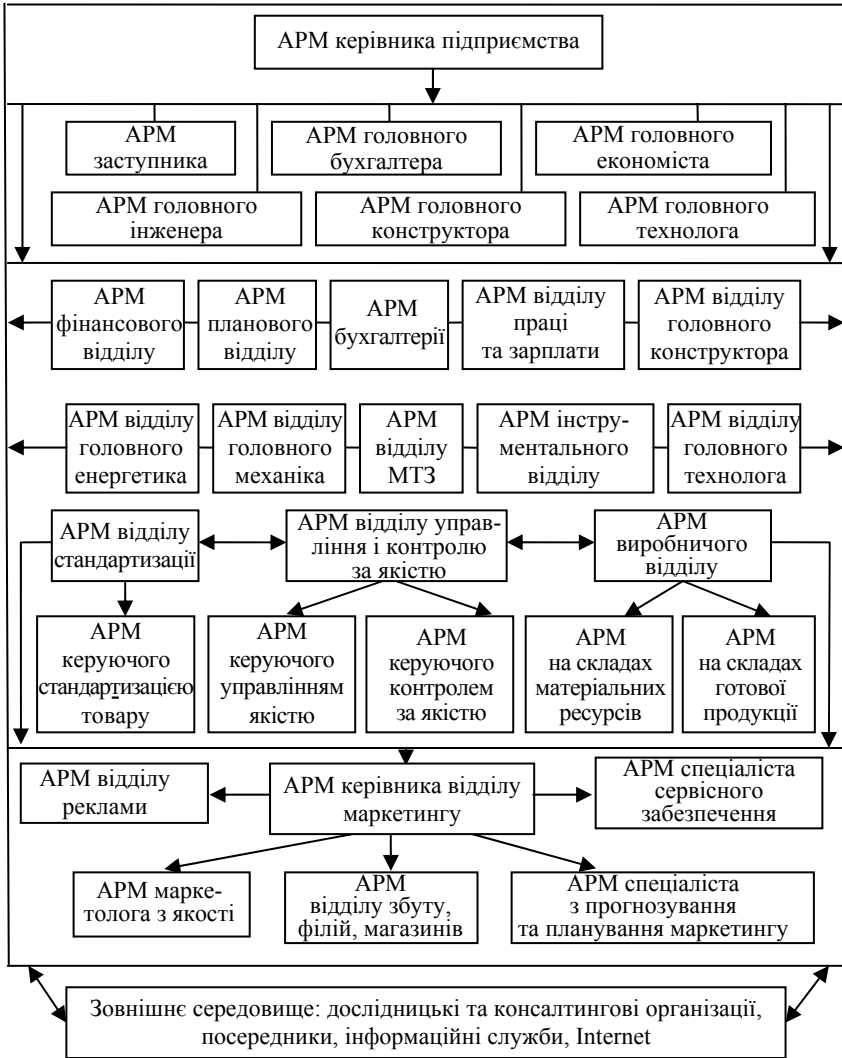 АРМ керівника підприємства
АРМ
заступника
АРМ головного
бухгалтера
АРМ головного
економіста
АРМ головного
інженера
АРМ головного
конструктора
АРМ головного
технолога
АРМ
фінансового
відділу
АРМ
планового
відділу
АРМ
бухгалтерії
АРМ відділу
праці
та зарплати
АРМ відділу
головного
конструктора
АРМ відділу
головного
енергетика
АРМ відділу
головного
механіка
АРМ
відділу
МТЗ
АРМ інстру-
ментального
відділу
АРМ відділу
головного
технолога
АРМ відділу
стандартизації
АРМ відділу управ-
ління і контролю
за якістю
АРМ
виробничого
відділу
АРМ
керуючого
стандартизацією
товару
АРМ
керуючого
управлінням
якістю
АРМ
керуючого
контролем
за якістю
АРМ
на складах
матеріальних
ресурсів
АРМ
на складах
готової
продукції
АРМ відділу
реклами
АРМ керівника відділу
маркетингу
АРМ спеціаліста
сервісного
забезпечення
АРМ марке-
толога з якості
АРМ
відділу збуту,
філій, магазинів
АРМ спеціаліста
з прогнозування
та планування маркетингу
Зовнішнє середовище: дослідницькі та консалтингові організації,
посередники, інформаційні служби, Internet